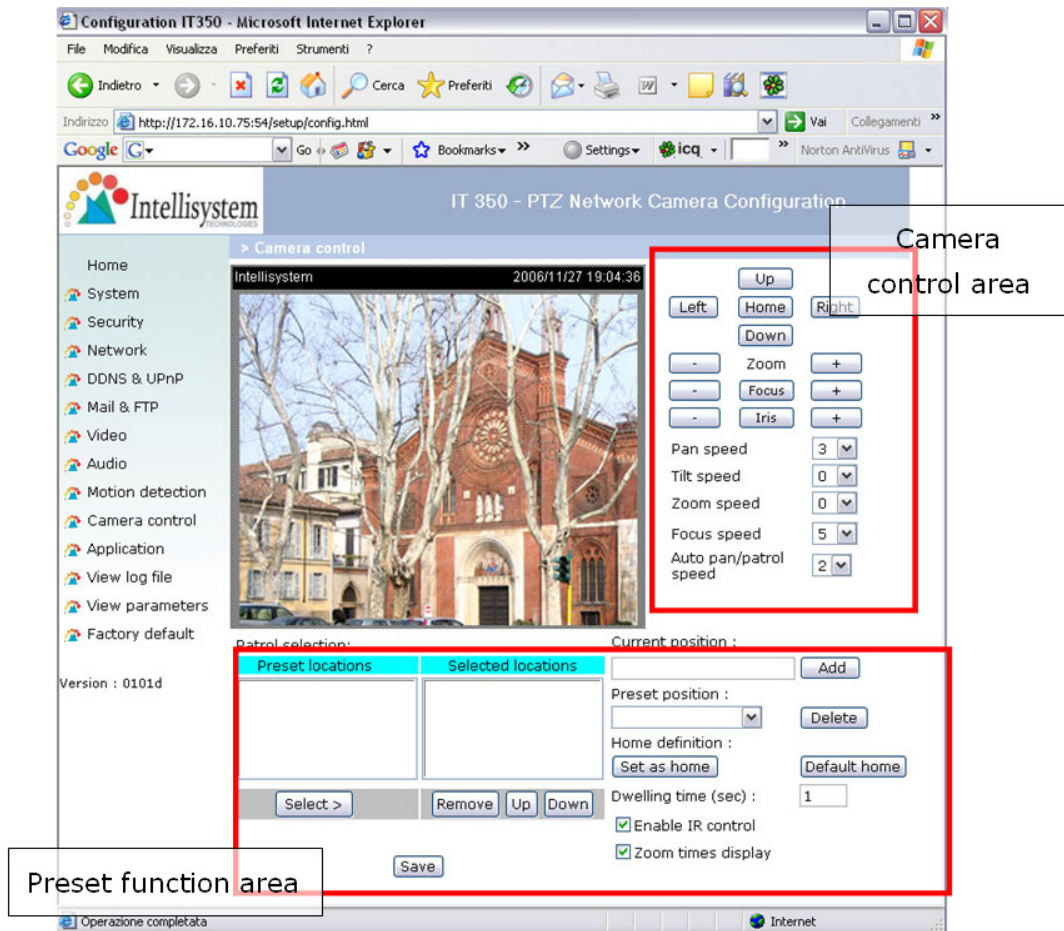 Configuration IT350 - Microsoft Internet Explorer
File Modifica Visualizza Preferiti Strumenti ?
Indietro Cerca Preferiti
Indirizzo http://172.16.10.75:54/setup/config.html Vai Collegamenti »
Google G Go Bookmarks » Settings icq » Norton AntiVirus
Intellisystem
TECHNOLOGIES
IT 350 - PTZ Network Camera Configuration
Camera
control area
> Camera control
Home
System
Security
Network
DDNS & UPnP
Mail & FTP
Video
Audio
Motion detection
Camera control
Application
View log file
View parameters
Factory default
Version : 0101d
Intellisystem 2006/11/27 19:04:36
Up
Left Home Right
Down
- Zoom +
- Focus +
- Iris +
Pan speed 3
Tilt speed 0
Zoom speed 0
Focus speed 5
Auto pan/patrol
speed 2
Patrol selection:
Preset locations Selected locations
Select > Remove Up Down
Save
Current position :
Add
Preset position :
Delete
Home definition :
Set as home Default home
Dwelling time (sec) : 1
Enable IR control
Zoom times display
Preset function area
Operazione completata Internet